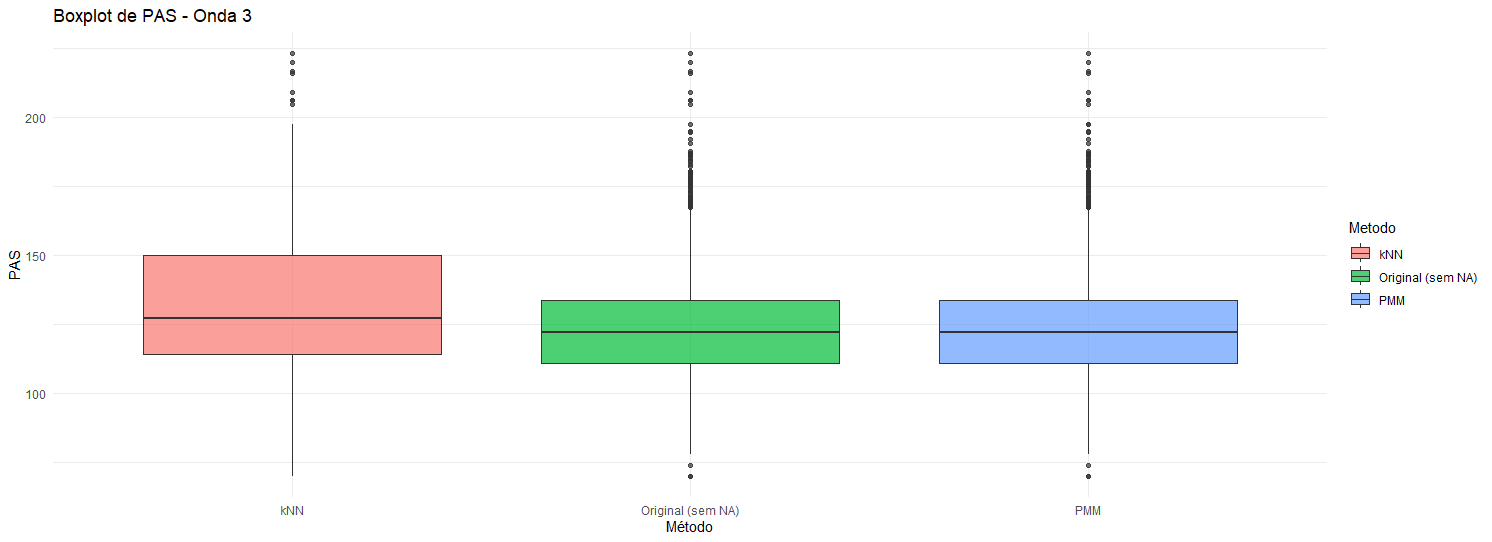 Boxplot de PAS - Onda 3
PAS
200
150
100
kNN
Original (sem NA)
PMM
Método
Metodo
kNN
Original (sem NA)
PMM